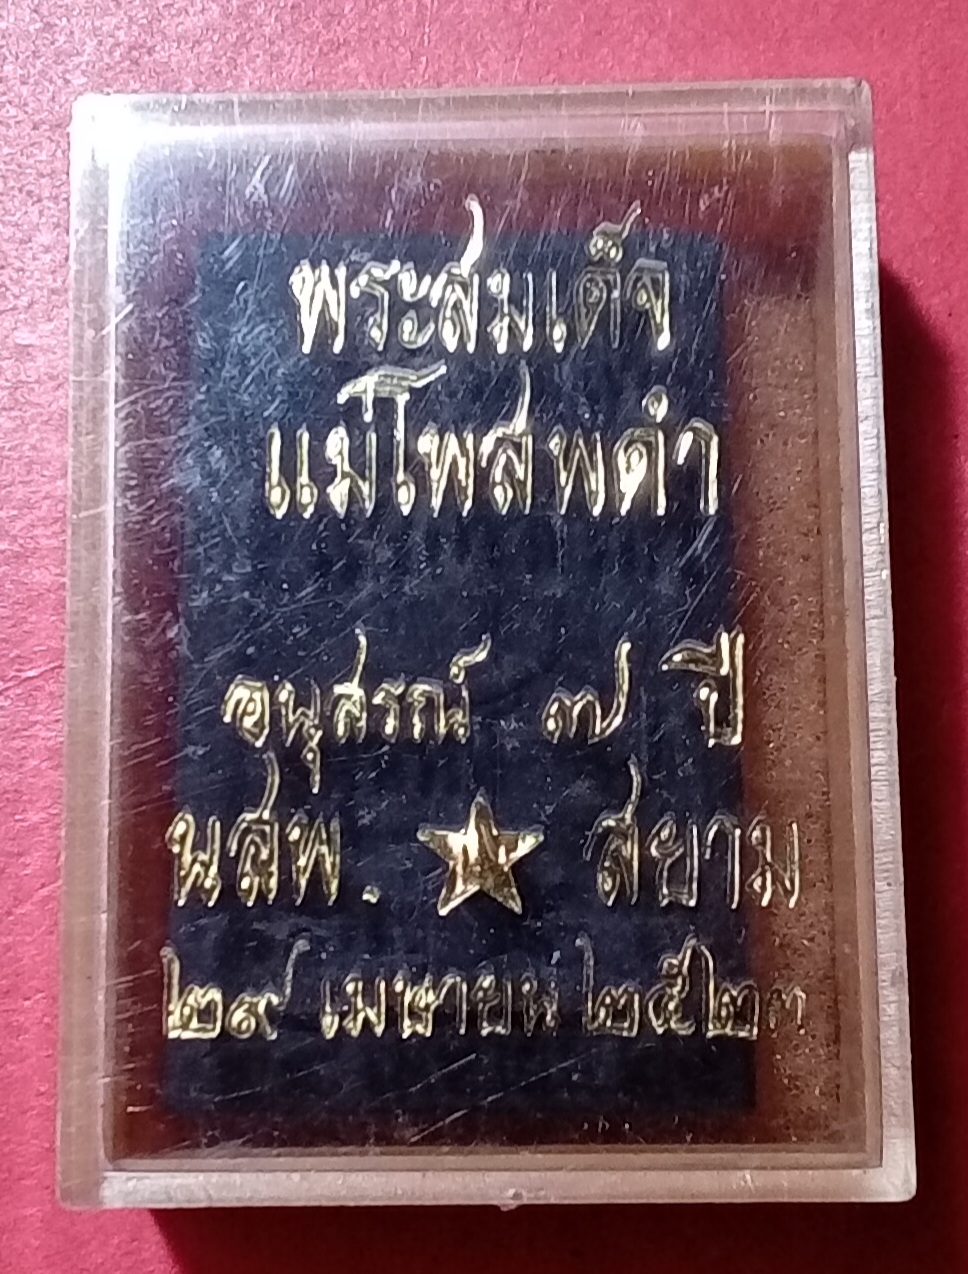 พระสมเด็จ
แม่โพสพดำ
อนุสรณ์ ๗ ปี
นสพ. ★ สยาม
๒๙ เมษายน ๒๕๒๓